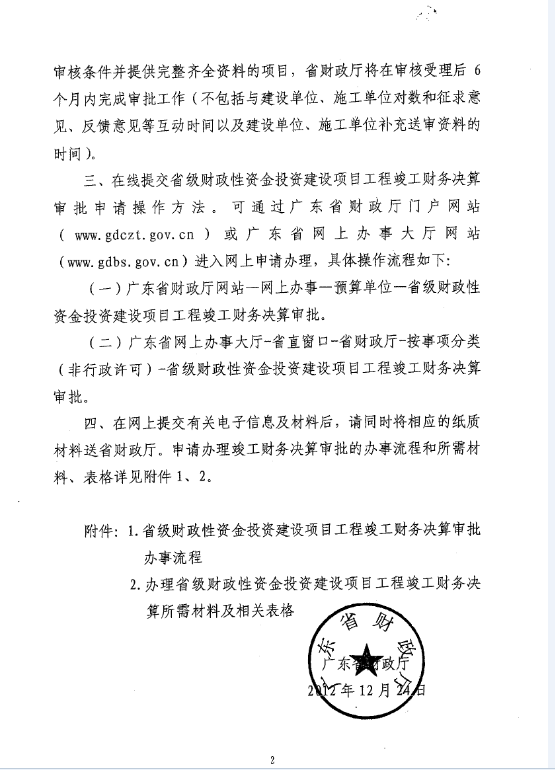 审核条件并提供完整齐全资料的项目，省财政厅将在审核受理后 6
个月内完成审批工作（不包括与建设单位、施工单位对数和征求意
见、反馈意见等互动时间以及建设单位、施工单位补充送审资料的
时间）。
三、在线提交省级财政性资金投资建设项目工程竣工财务决算
审批申请操作方法。可通过广东省财政厅门户网站
（www.gdczt.gov.cn）或广东省网上办事大厅网站
（www.gdbs.gov.cn）进入网上申请办理，具体操作流程如下：
（一）广东省财政厅网站—网上办事—预算单位—省级财政性
资金投资建设项目工程竣工财务决算审批。
（二）广东省网上办事大厅-省直窗口-省财政厅-按事项分类
（非行政许可）-省级财政性资金投资建设项目工程竣工财务决算
审批。
四、在网上提交有关电子信息及材料后，请同时将相应的纸质
材料送省财政厅。申请办理竣工财务决算审批的办事流程和所需材
料、表格详见附件 1、2。
附件：1.省级财政性资金投资建设项目工程竣工财务决算审批
办事流程
2.办理省级财政性资金投资建设项目工程竣工财务决
算所需材料及相关表格
广东省财政厅
广东省财政厅
2012 年 12 月 24 日
2